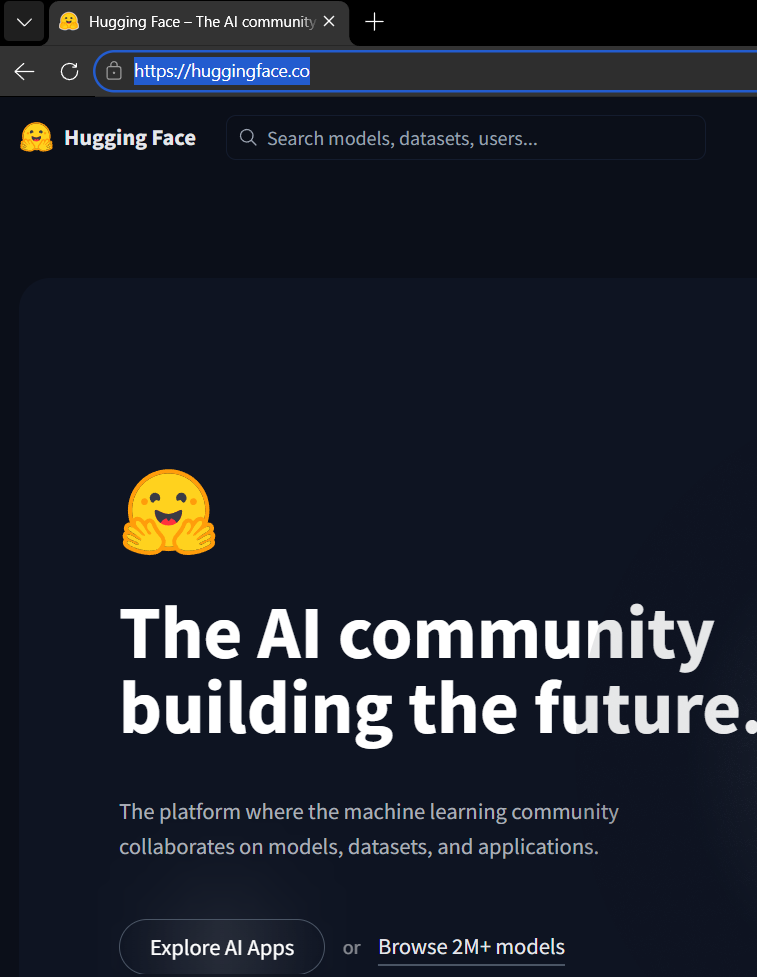 Hugging Face – The AI community
https://huggingface.co
Hugging Face
Search models, datasets, users...
The AI community
building the future.
The platform where the machine learning community
collaborates on models, datasets, and applications.
Explore AI Apps or Browse 2M+ models